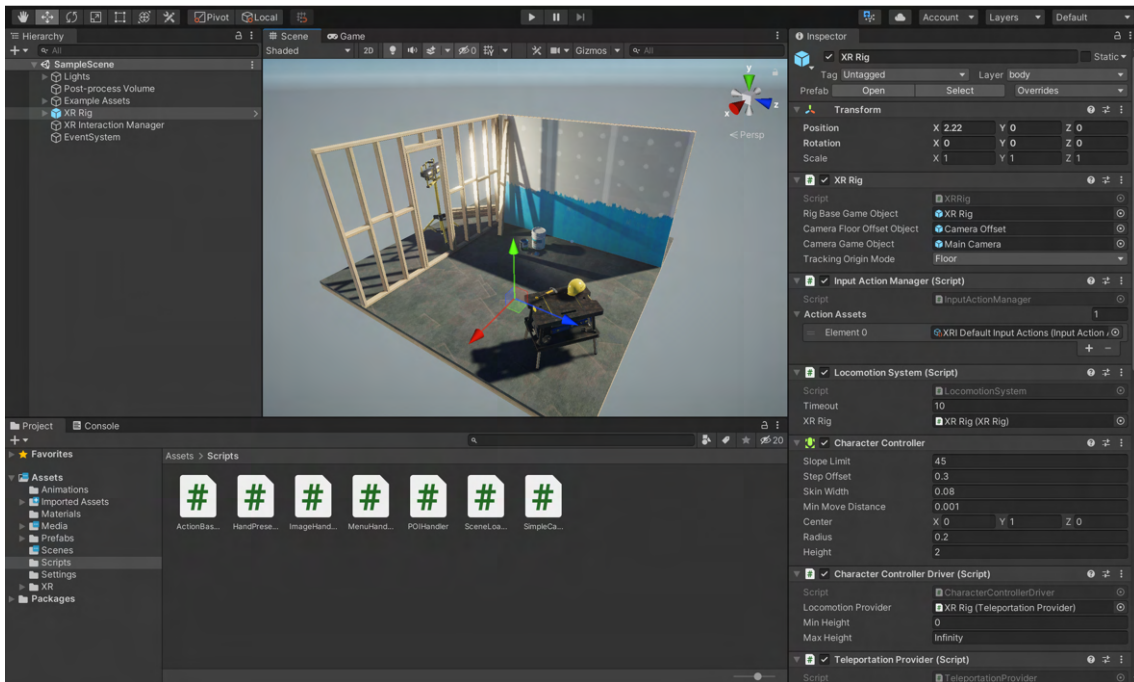 Pivot Local Account Layers Default
Hierarchy
All
SampleScene
Lights
Post-process Volume
Example Assets
XR Rig
XR Interaction Manager
EventSystem
Scene Game
Shaded 2D 0 Gizmos All
y
x z
Persp
Inspector
XR Rig Static
Tag Untagged Layer body
Prefab Open Select Overrides
Transform
Position X 2.22 Y 0 Z 0
Rotation X 0 Y 0 Z 0
Scale X 1 Y 1 Z 1
# XR Rig
Script # XRRig
Rig Base Game Object XR Rig
Camera Floor Offset Object Camera Offset
Camera Game Object Main Camera
Tracking Origin Mode Floor
# Input Action Manager (Script)
Script # InputActionManager
Action Assets 1
Element 0 XRI Default Input Actions (Input Action
+ -
# Locomotion System (Script)
Script # LocomotionSystem
Timeout 10
XR Rig # XR Rig (XR Rig)
Character Controller
Slope Limit 45
Step Offset 0.3
Skin Width 0.08
Min Move Distance 0.001
Center X 0 Y 1 Z 0
Radius 0.2
Height 2
# Character Controller Driver (Script)
Script # CharacterControllerDriver
Locomotion Provider # XR Rig (Teleportation Provider)
Min Height 0
Max Height Infinity
# Teleportation Provider (Script)
Script # TeleportationProvider
Project Console
20
Favorites
Assets
Animations
Imported Assets
Materials
Media
Prefabs
Scenes
Scripts
Settings
XR
Packages
Assets > Scripts
# # # # # # #
ActionBas... HandPrese... ImageHand... MenuHand... POIHandler SceneLoa... SimpleCa...